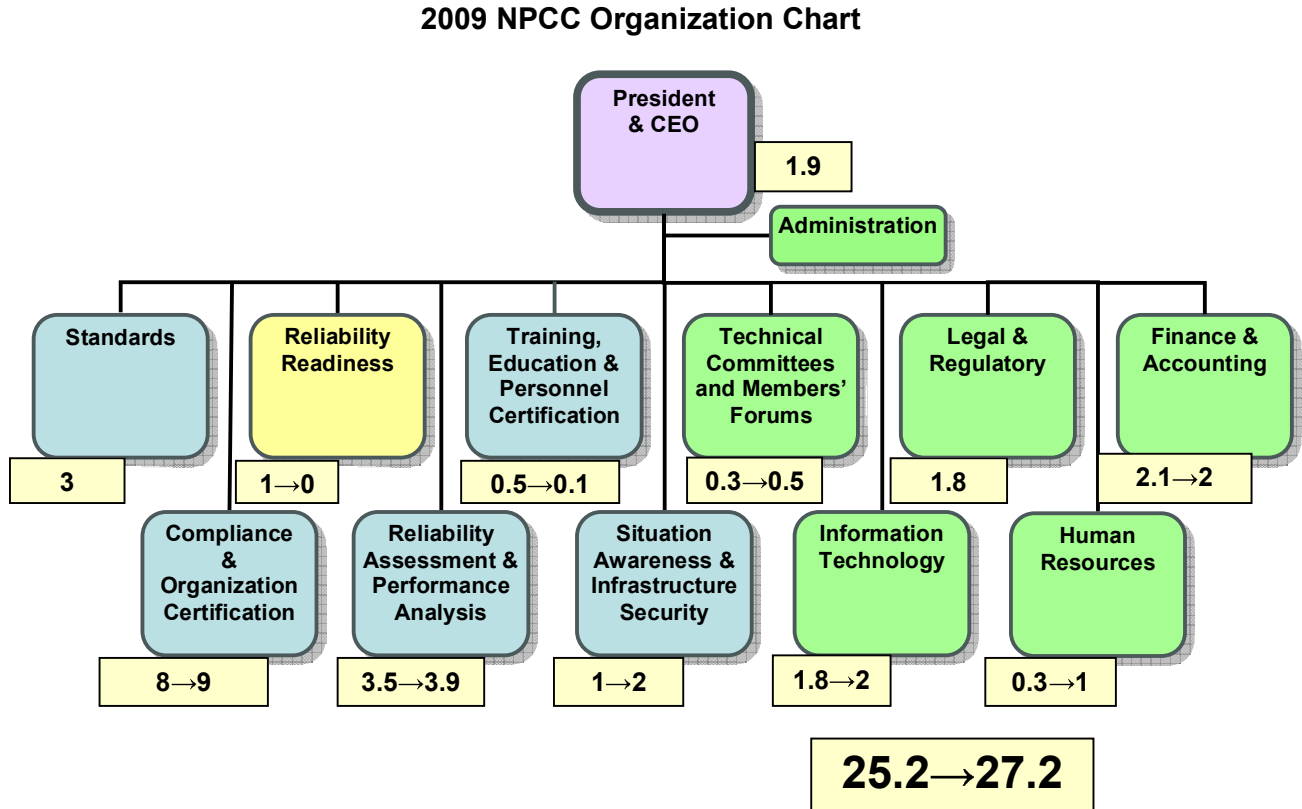 2009 NPCC Organization Chart
President
& CEO
1.9
Administration
Standards
3
Reliability
Readiness
1→0
Training,
Education &
Personnel
Certification
0.5→0.1
Technical
Committees
and Members'
Forums
0.3→0.5
Legal &
Regulatory
1.8
Finance &
Accounting
2.1→2
Compliance
&
Organization
Certification
8→9
Reliability
Assessment &
Performance
Analysis
3.5→3.9
Situation
Awareness &
Infrastructure
Security
1→2
Information
Technology
1.8→2
Human
Resources
0.3→1
25.2→27.2